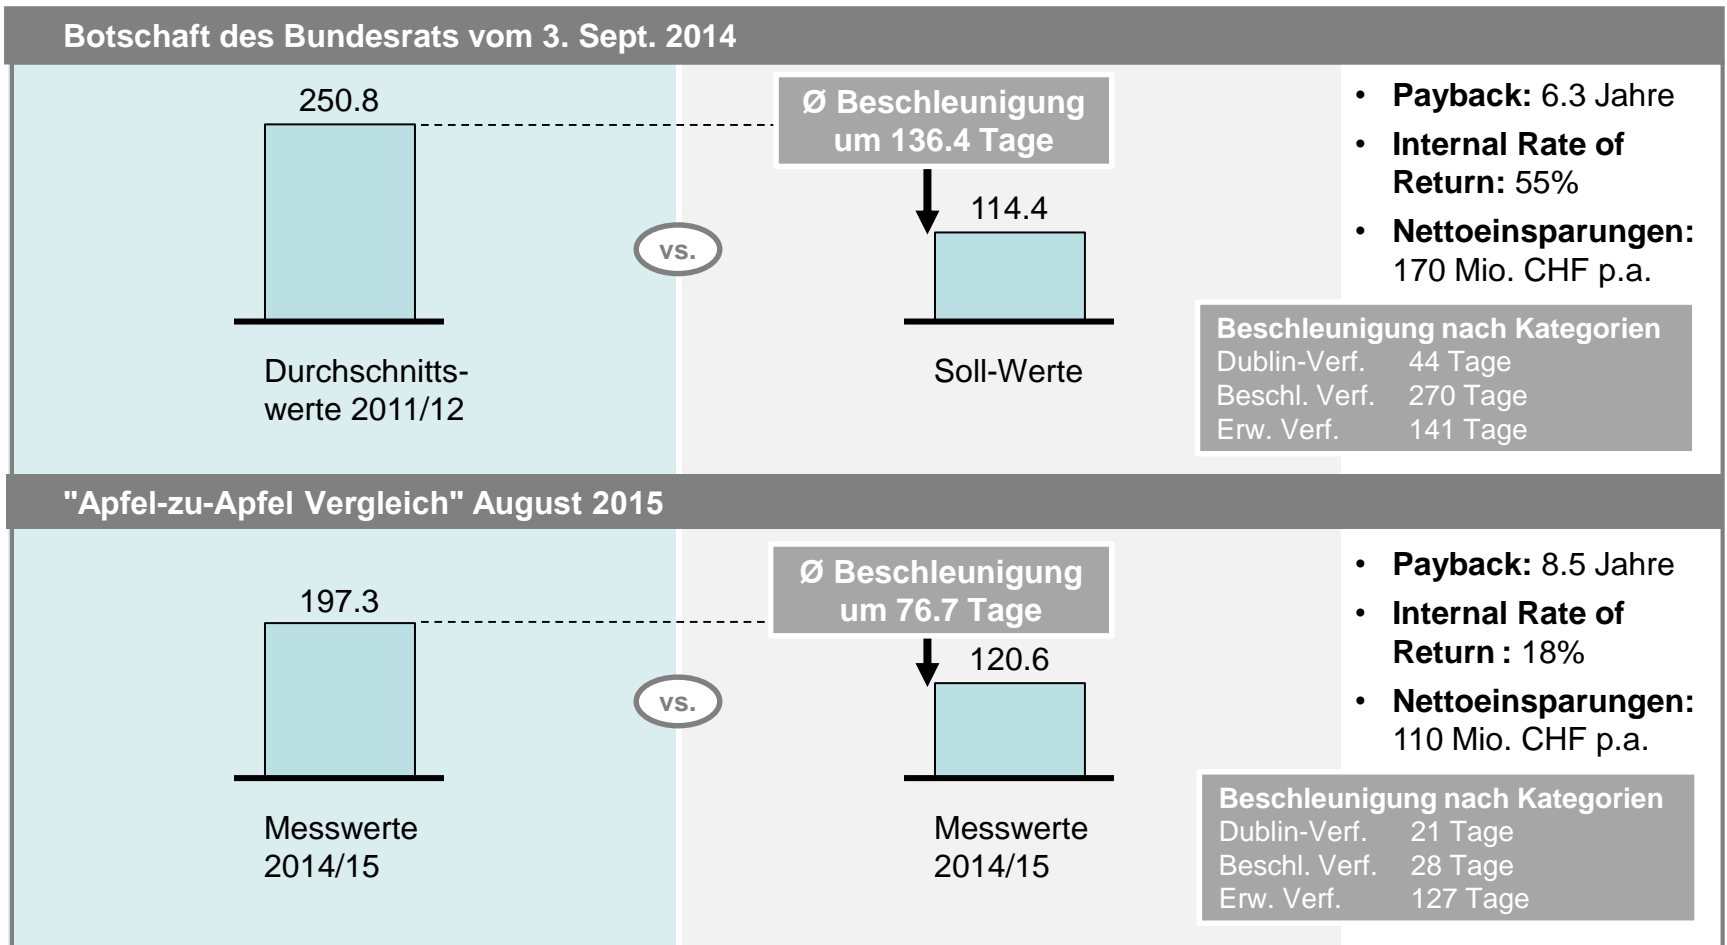 Botschaft des Bundesrats vom 3. Sept. 2014
250.8
Ø Beschleunigung
um 136.4 Tage
114.4
vs.
Durchschnitts-
werte 2011/12
Soll-Werte
• Payback: 6.3 Jahre
• Internal Rate of
Return: 55%
• Nettoeinsparungen:
170 Mio. CHF p.a.
Beschleunigung nach Kategorien
Dublin-Verf. 44 Tage
Beschl. Verf. 270 Tage
Erw. Verf. 141 Tage
"Apfel-zu-Apfel Vergleich" August 2015
197.3
Ø Beschleunigung
um 76.7 Tage
120.6
vs.
Messwerte
2014/15
Messwerte
2014/15
• Payback: 8.5 Jahre
• Internal Rate of
Return : 18%
• Nettoeinsparungen:
110 Mio. CHF p.a.
Beschleunigung nach Kategorien
Dublin-Verf. 21 Tage
Beschl. Verf. 28 Tage
Erw. Verf. 127 Tage